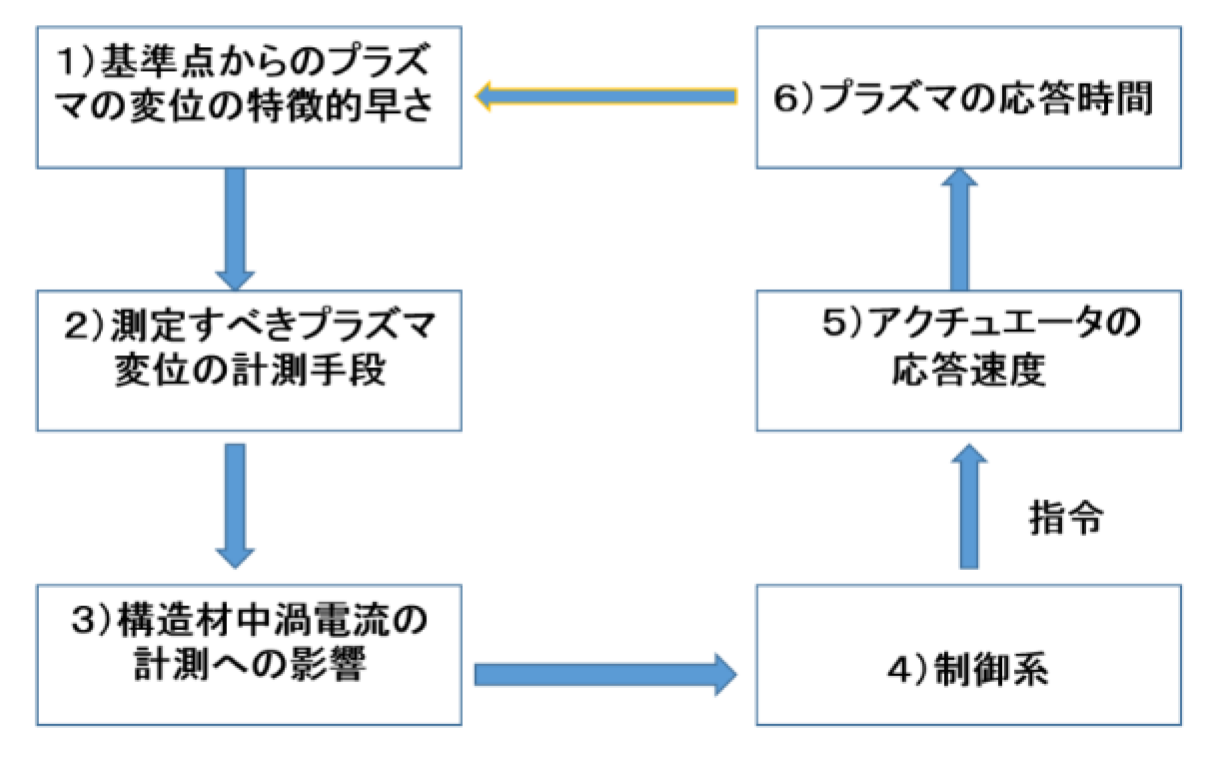 1)基準点からのプラズ
マの変位の特徴的早さ
2)測定すべきプラズマ
変位の計測手段
3)構造材中渦電流の
計測への影響
4)制御系
指令
5)アクチュエータの
応答速度
6)プラズマの応答時間